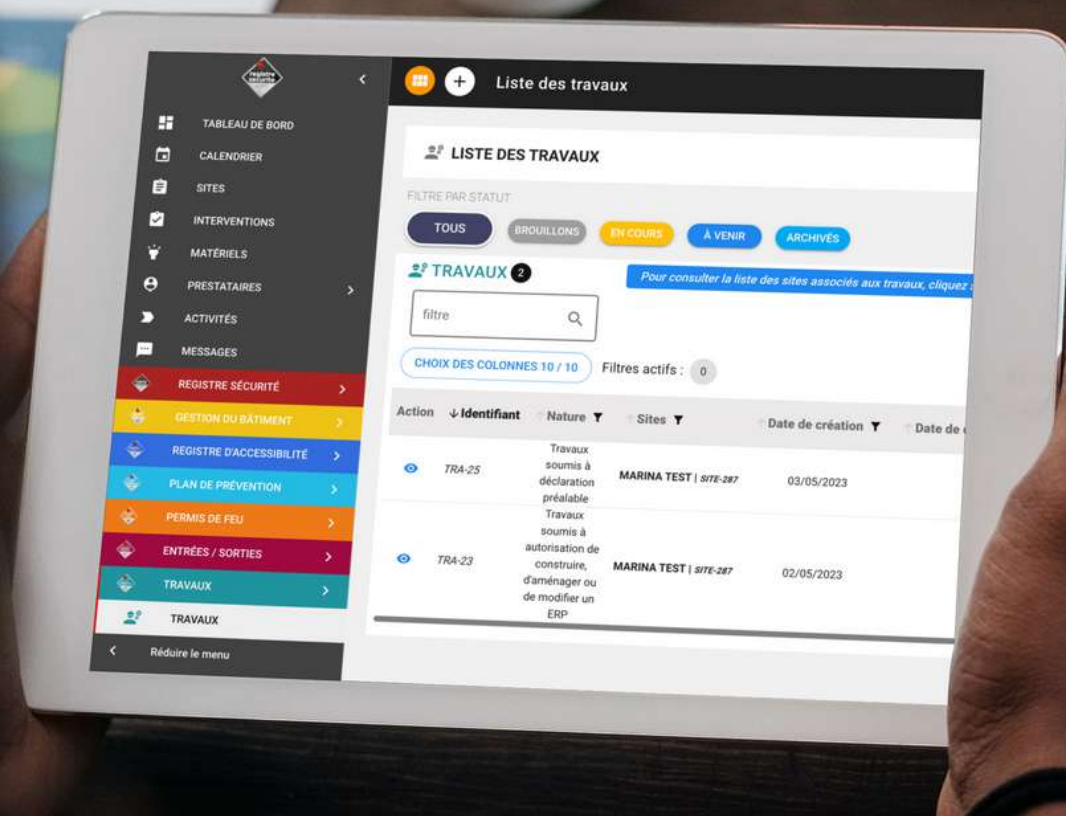 registre
sécurité
TABLEAU DE BORD
CALENDRIER
SITES
INTERVENTIONS
MATÉRIELS
PRESTATAIRES
ACTIVITÉS
MESSAGES
REGISTRE SÉCURITÉ
GESTION DU BÂTIMENT
REGISTRE D'ACCESSIBILITÉ
PLAN DE PRÉVENTION
PERMIS DE FEU
ENTRÉES / SORTIES
TRAVAUX
TRAVAUX
Réduire le menu
Liste des travaux
LISTE DES TRAVAUX
FILTRE PAR STATUT
TOUS BROUILLONS EN COURS À VENIR ARCHIVÉS
TRAVAUX 2
Pour consulter la liste des sites associés aux travaux, cliquez
filtre
CHOIX DES COLONNES 10 / 10 Filtres actifs : 0
Action Identifiant Nature Sites Date de création Date de
TRA-25
Travaux
soumis à
déclaration
préalable
MARINA TEST | SITE-287 03/05/2023
TRA-23
Travaux
soumis à
autorisation de
construire,
d'aménager ou
de modifier un
ERP
MARINA TEST | SITE-287 02/05/2023